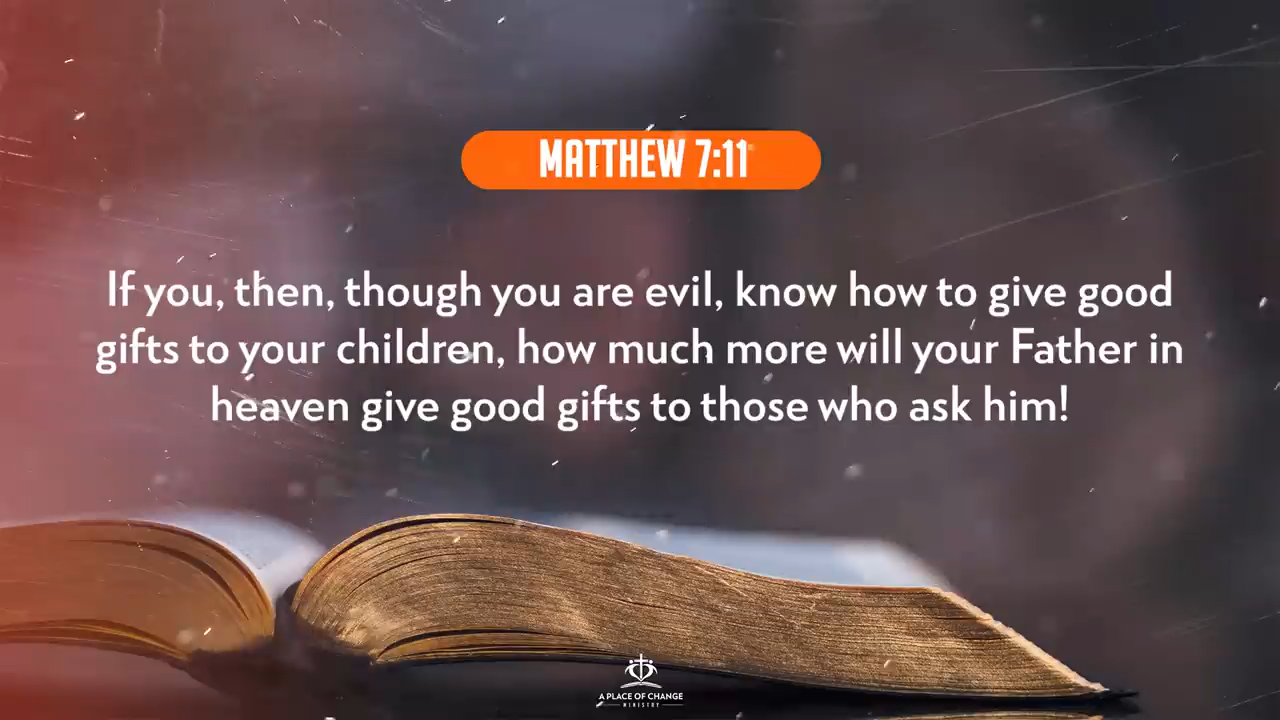 MATTHEW 7:11
If you, then, though you are evil, know how to give good
gifts to your children, how much more will your Father in
heaven give good gifts to those who ask him!
A PLACE OF CHANGE
MINISTRY